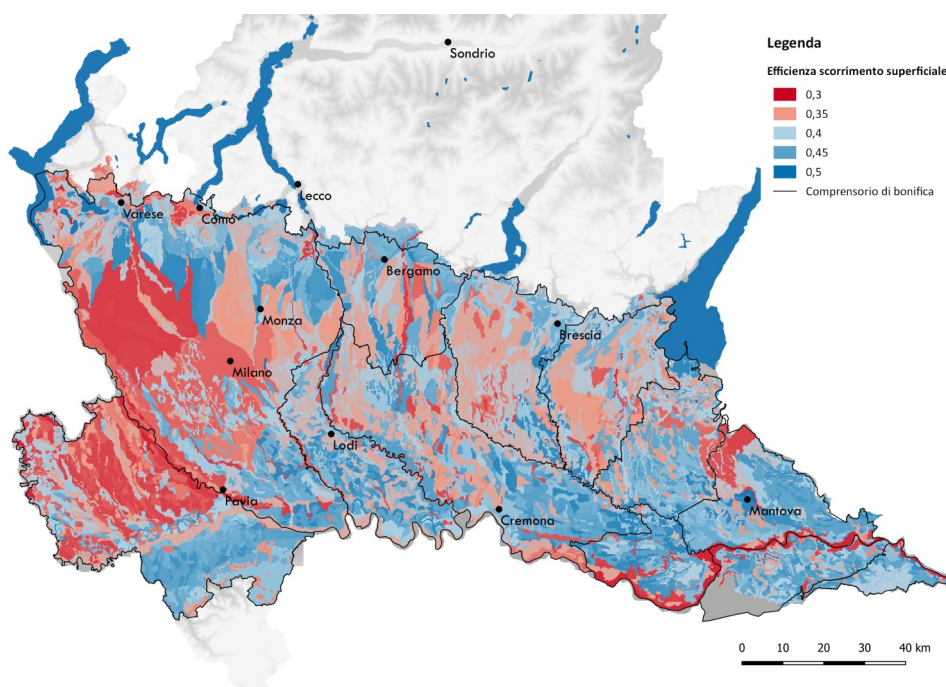 Sondrio
Legenda
Efficienza scorrimento superficiale
0,3
0,35
0,4
0,45
0,5
Comprensorio di bonifica
Lecco
Varese
Como
Bergamo
Monza
Brescia
Milano
Lodi
Pavia
Mantova
Cremona
0 10 20 30 40 km